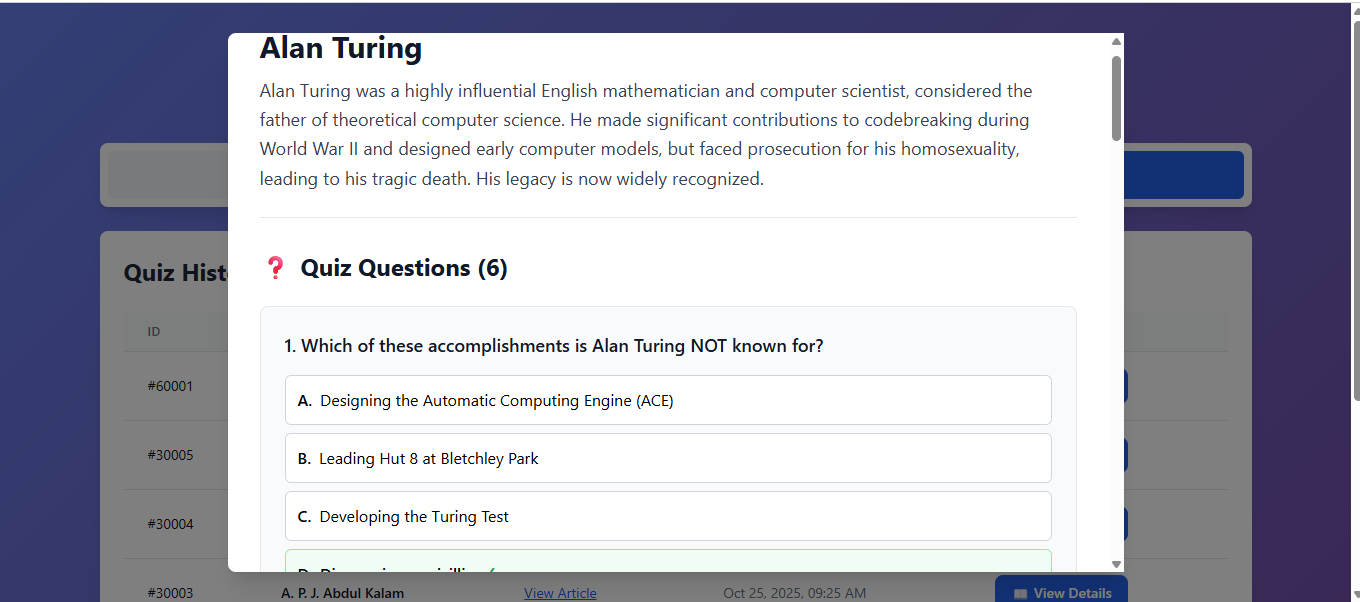 Alan Turing
Alan Turing was a highly influential English mathematician and computer scientist, considered the
father of theoretical computer science. He made significant contributions to codebreaking during
World War II and designed early computer models, but faced prosecution for his homosexuality,
leading to his tragic death. His legacy is now widely recognized.
❓ Quiz Questions (6)
1. Which of these accomplishments is Alan Turing NOT known for?
A. Designing the Automatic Computing Engine (ACE)
B. Leading Hut 8 at Bletchley Park
C. Developing the Turing Test
Quiz
ID
#60001
#30005
#30004
#30003 A. P. J. Abdul Kalam View Article Oct 25, 2025, 09:25 AM View Details